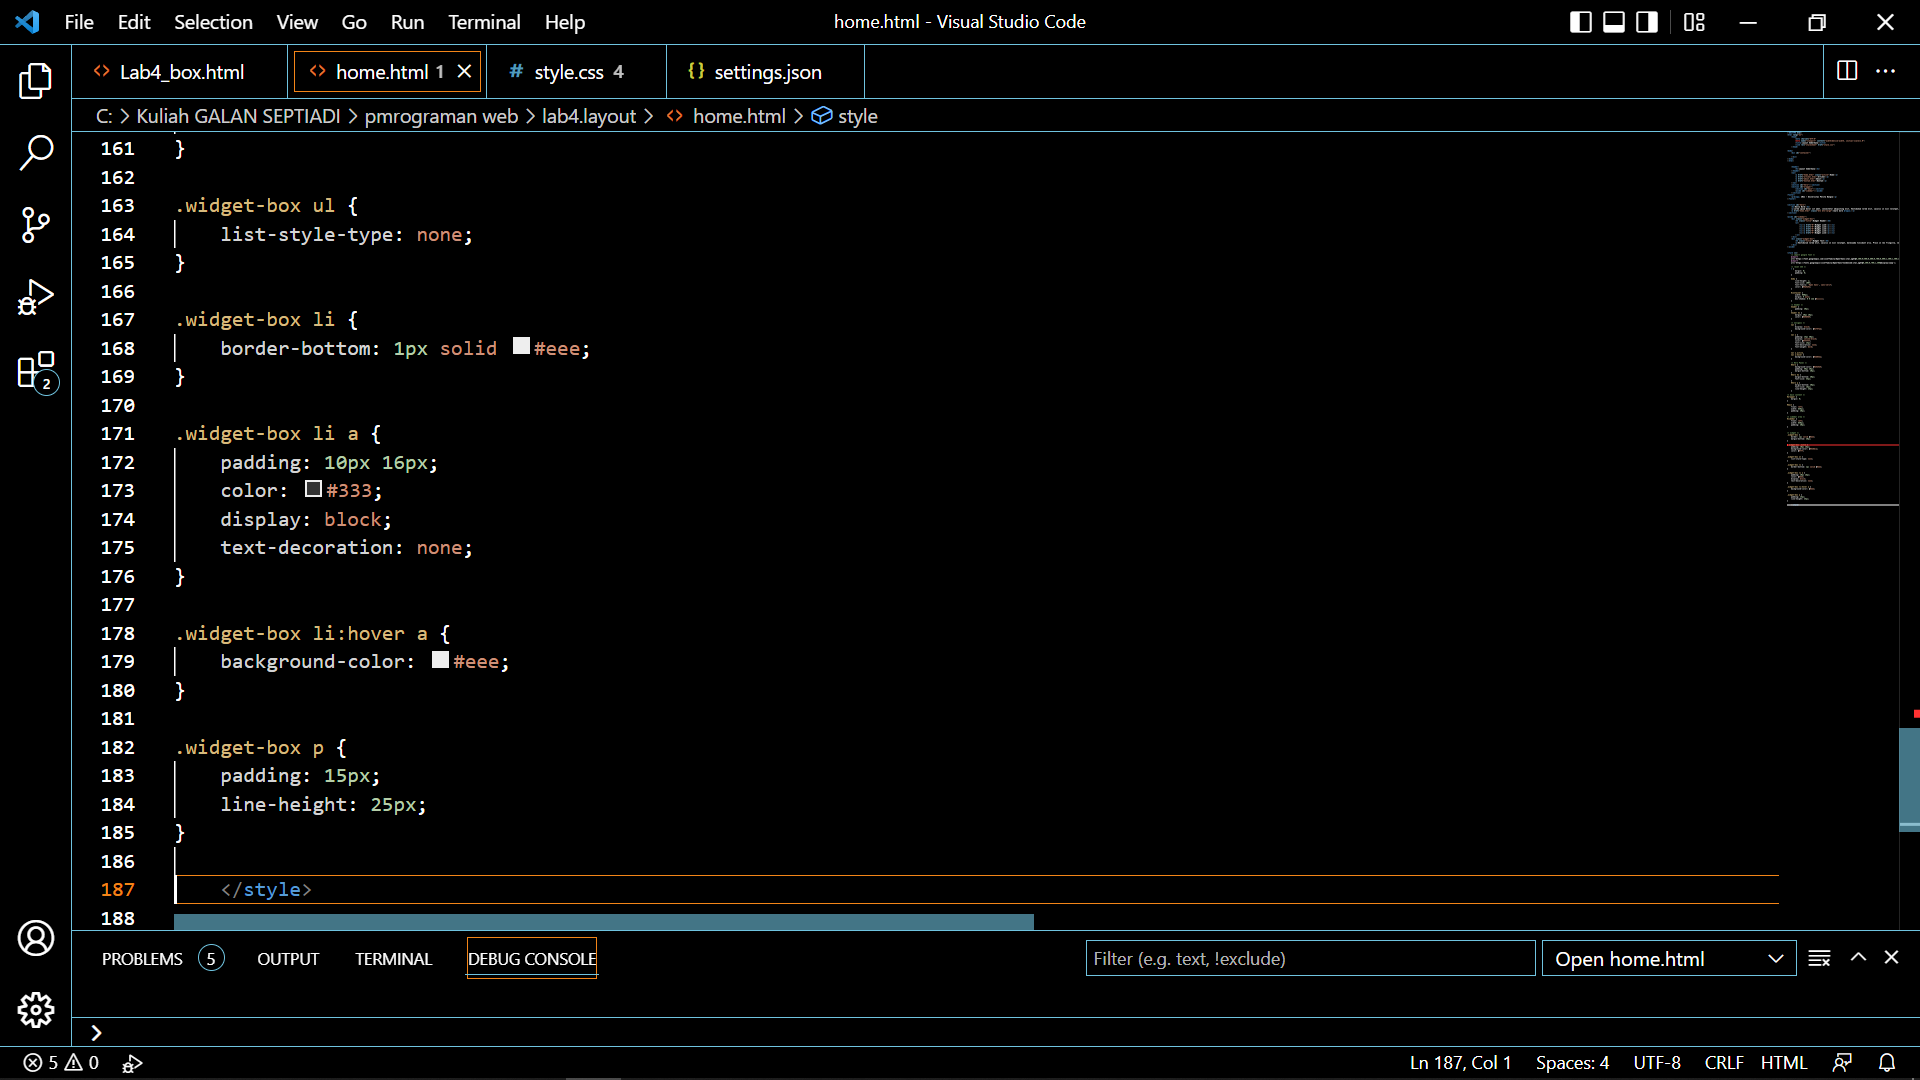 File Edit Selection View Go Run Terminal Help
home.html - Visual Studio Code
Lab4_box.html
home.html 1
# style.css 4
{} settings.json
C: > Kuliah GALAN SEPTIADI > pmrograman web > lab4.layout > <> home.html > style
161 }
162
163 .widget-box ul {
164 list-style-type: none;
165 }
166
167 .widget-box li {
168 border-bottom: 1px solid #eee;
169 }
170
171 .widget-box li a {
172 padding: 10px 16px;
173 color: #333;
174 display: block;
175 text-decoration: none;
176 }
177
178 .widget-box li:hover a {
179 background-color: #eee;
180 }
181
182 .widget-box p {
183 padding: 15px;
184 line-height: 25px;
185 }
186
187 </style>
188
2
PROBLEMS 5 OUTPUT TERMINAL DEBUG CONSOLE
Filter (e.g. text, !exclude)
Open home.html
>
5 0
Ln 187, Col 1 Spaces: 4 UTF-8 CRLF HTML